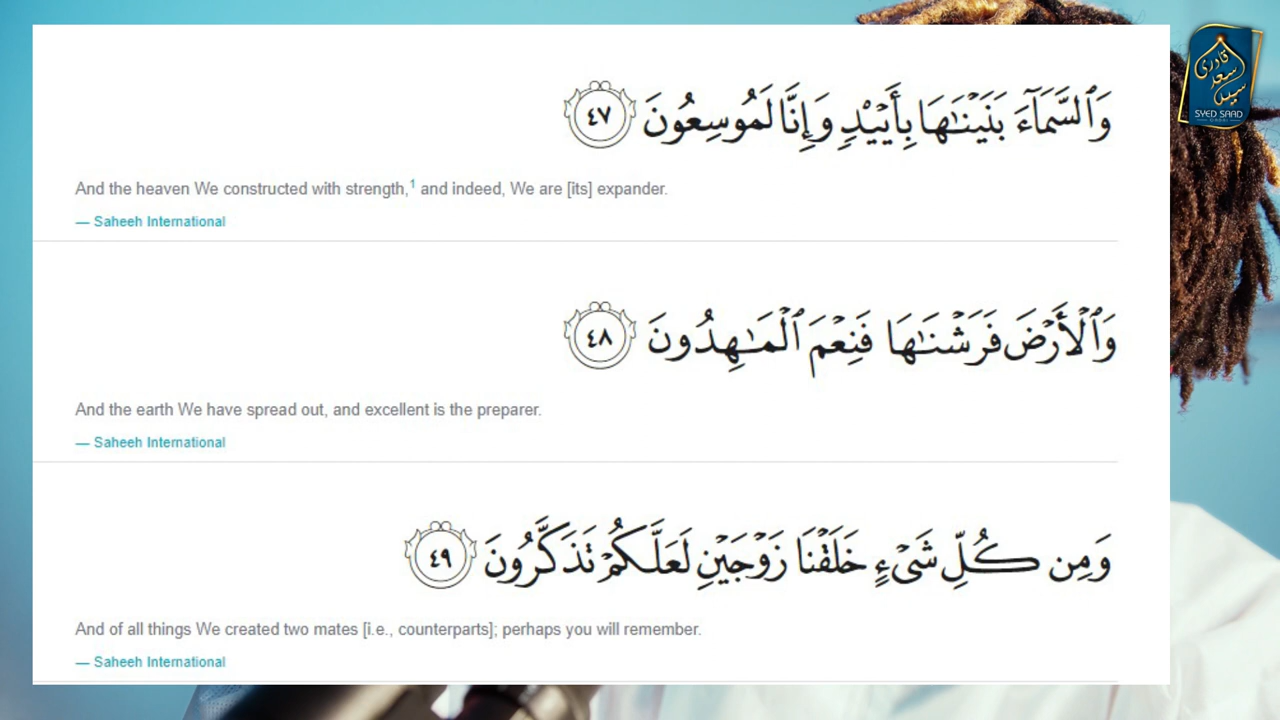 وَٱلسَّمَآءَ بَنَيۡنَٰهَا بِأَيۡيْدٖ وَإِنَّا لَمُوسِعُونَ ٤٧
And the heaven We constructed with strength,1 and indeed, We are [its] expander.
— Saheeh International
وَٱلۡأَرۡضَ فَرَشۡنَٰهَا فَنِعۡمَ ٱلۡمَٰهِدُونَ ٤٨
And the earth We have spread out, and excellent is the preparer.
— Saheeh International
وَمِن كُلِّ شَيۡءٍ خَلَقۡنَا زَوۡجَيۡنِ لَعَلَّكُمۡ تَذَكَّرُونَ ٤٩
And of all things We created two mates [i.e., counterparts]; perhaps you will remember.
— Saheeh International
سید سعد قادری
SYED SAAD